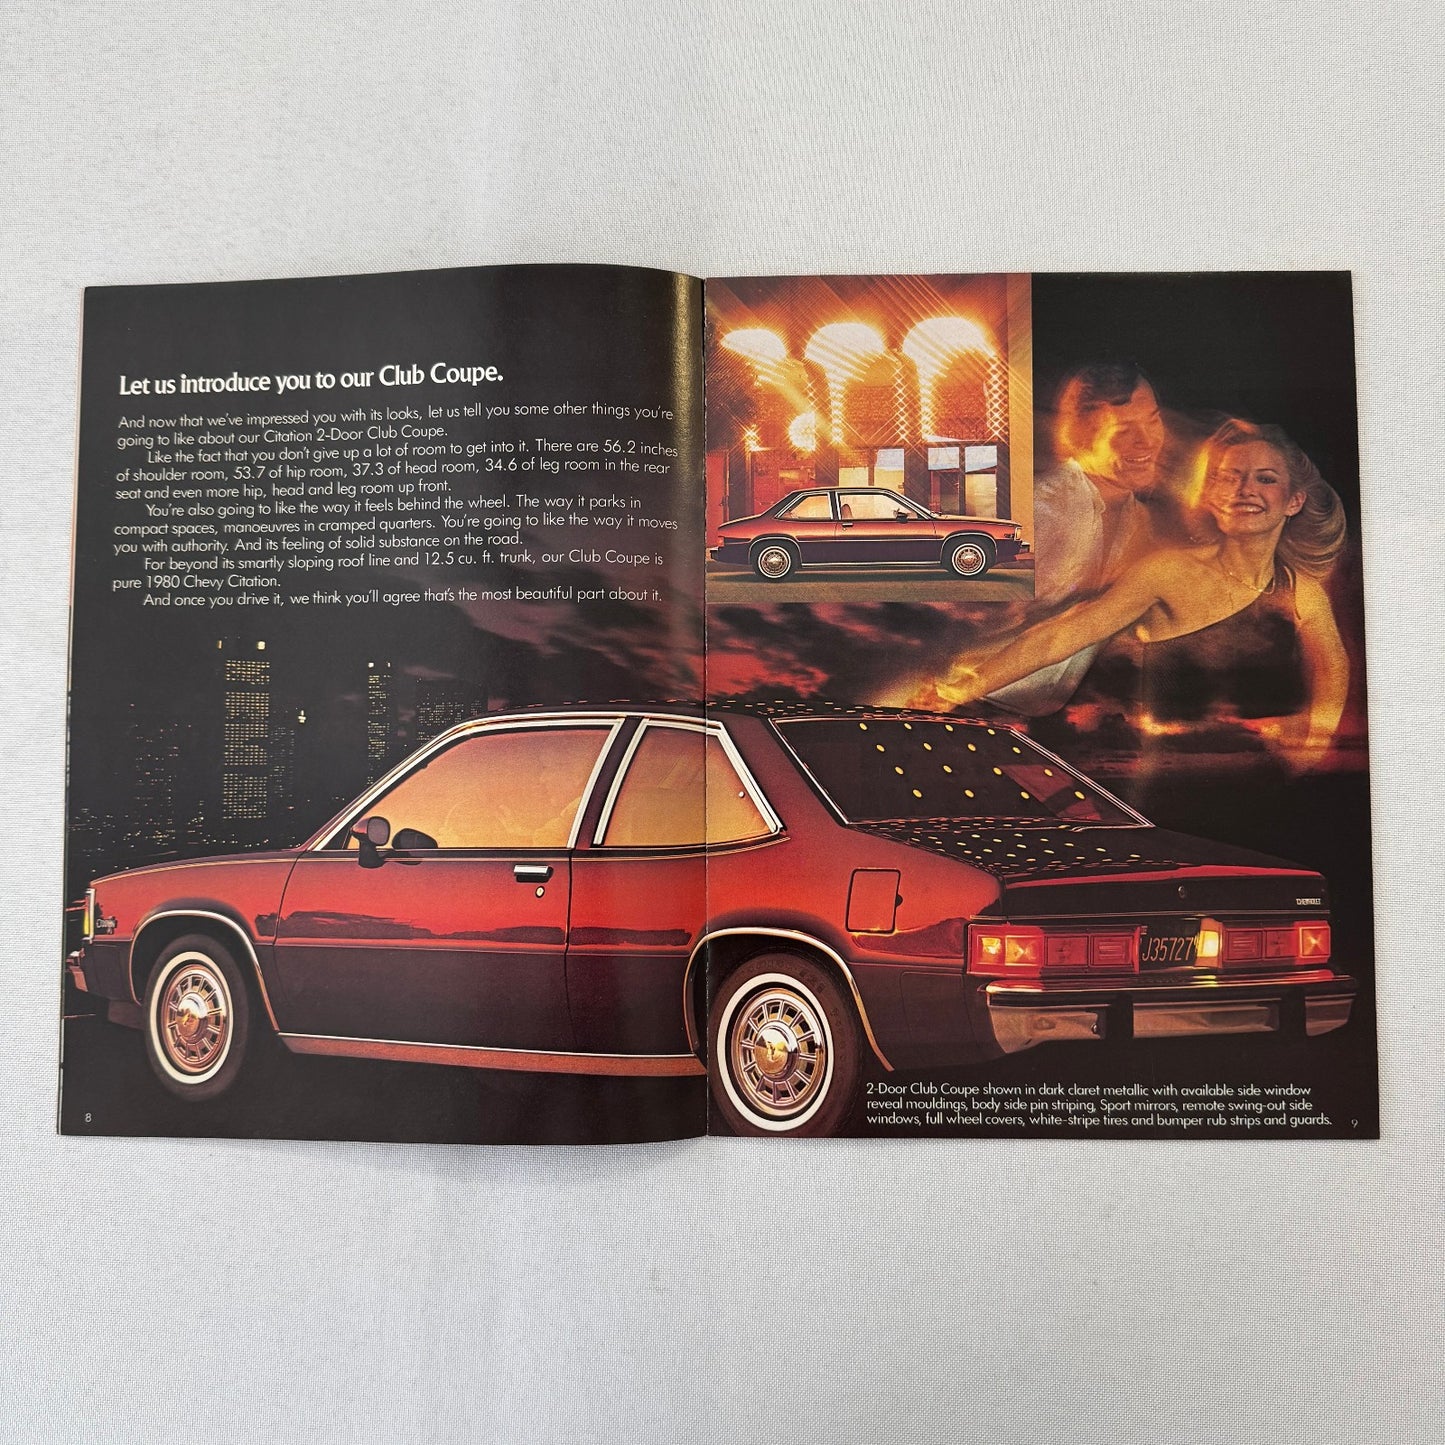 Let us introduce you to our Club Coupe.
And now that we've impressed you with its looks, let us tell you some other things you're
going to like about our Citation 2-Door Club Coupe.
Like the fact that you don't give up a lot of room to get into it. There are 56.2 inches
of shoulder room, 53.7 of hip room, 37.3 of head room, 34.6 of leg room in the rear
seat and even more hip, head and leg room up front.
You're also going to like the way it feels behind the wheel. The way it parks in
compact spaces, manoeuvres in cramped quarters. You're going to like the way it moves
you with authority. And its feeling of solid substance on the road.
For beyond its smartly sloping roof line and 12.5 cu. ft. trunk, our Club Coupe is
pure 1980 Chevy Citation.
And once you drive it, we think you'll agree that's the most beautiful part about it.
J35727
2-Door Club Coupe shown in dark claret metallic with available side window
reveal mouldings, body side pin striping, Sport mirrors, remote swing-out side
windows, full wheel covers, white-stripe tires and bumper rub strips and guards.
8
9